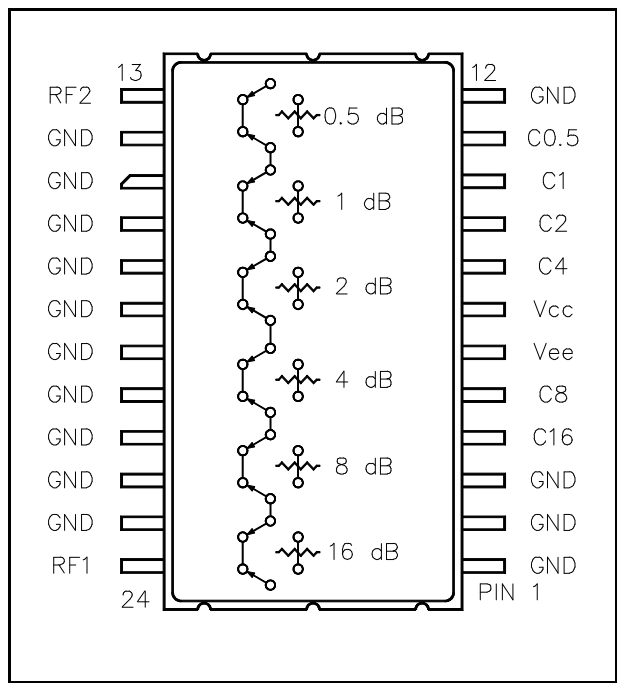 13
12
RF2
0.5 dB
GND
GND
C0.5
GND
1 dB
C1
GND
C2
GND
2 dB
C4
GND
Vcc
GND
4 dB
Vee
GND
C8
GND
8 dB
C16
GND
GND
GND
16 dB
GND
RF1
GND
24
PIN 1